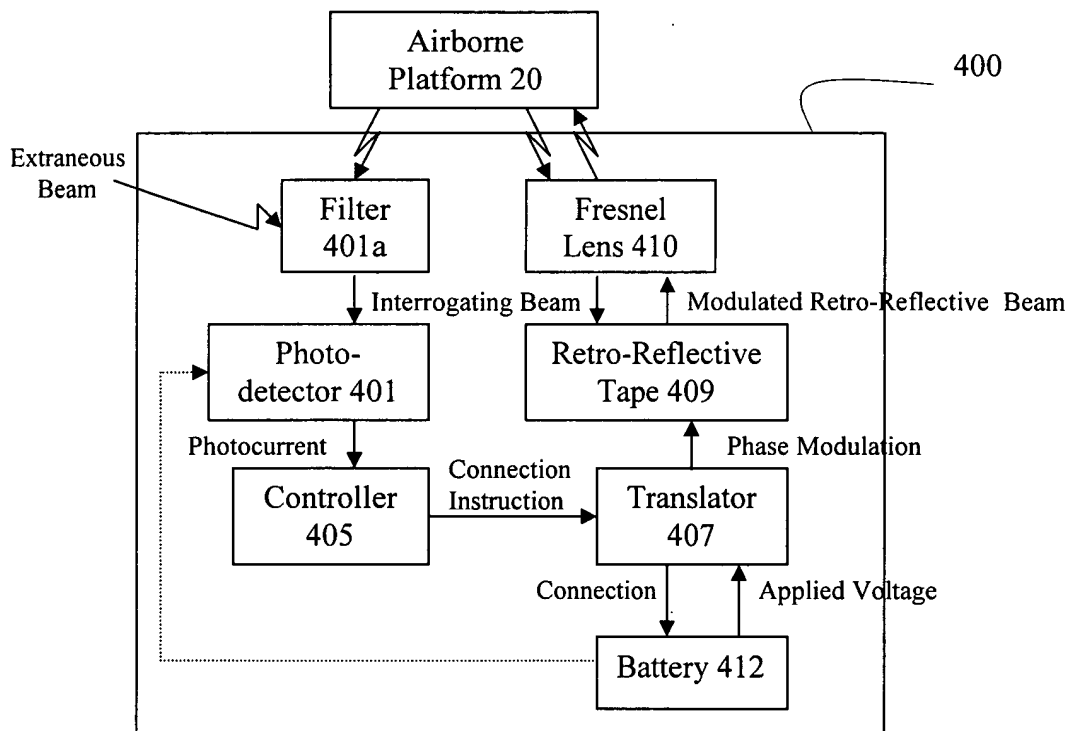 Airborne
Platform 20
400
Extraneous
Beam
Filter
401a
Fresnel
Lens 410
Interrogating Beam
Modulated Retro-Reflective Beam
Photo-
detector 401
Retro-Reflective
Tape 409
Photocurrent
Phase Modulation
Controller
405
Connection
Instruction
Translator
407
Connection
Applied Voltage
Battery 412